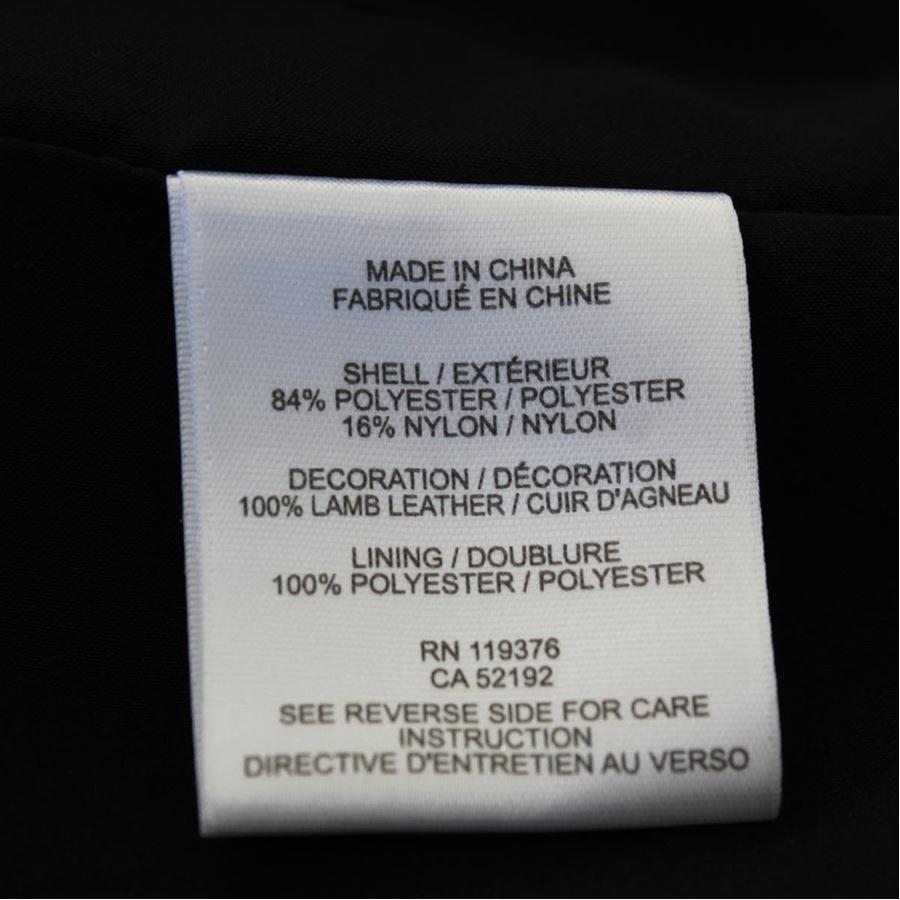 MADE IN CHINA
FABRIQUÉ EN CHINE
SHELL / EXTÉRIEUR
84% POLYESTER / POLYESTER
16% NYLON / NYLON
DECORATION / DÉCORATION
100% LAMB LEATHER / CUIR D'AGNEAU
LINING / DOUBLURE
100% POLYESTER / POLYESTER
RN 119376
CA 52192
SEE REVERSE SIDE FOR CARE
INSTRUCTION
DIRECTIVE D'ENTRETIEN AU VERSO